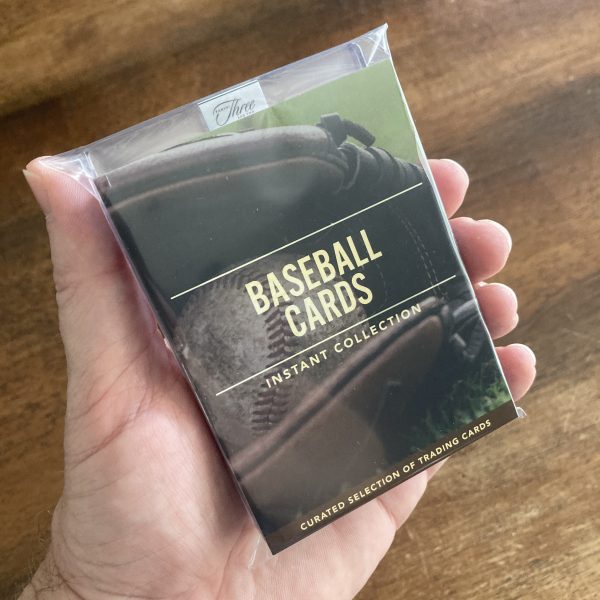 Three
BASEBALL
CARDS
INSTANT COLLECTION
CURATED SELECTION OF TRADING CARDS